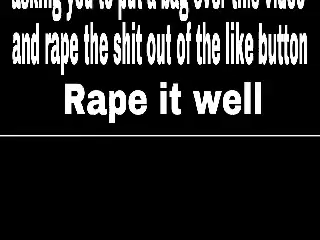 asking you to put a bag over this video
and rape the shit out of the like button
Rape it well